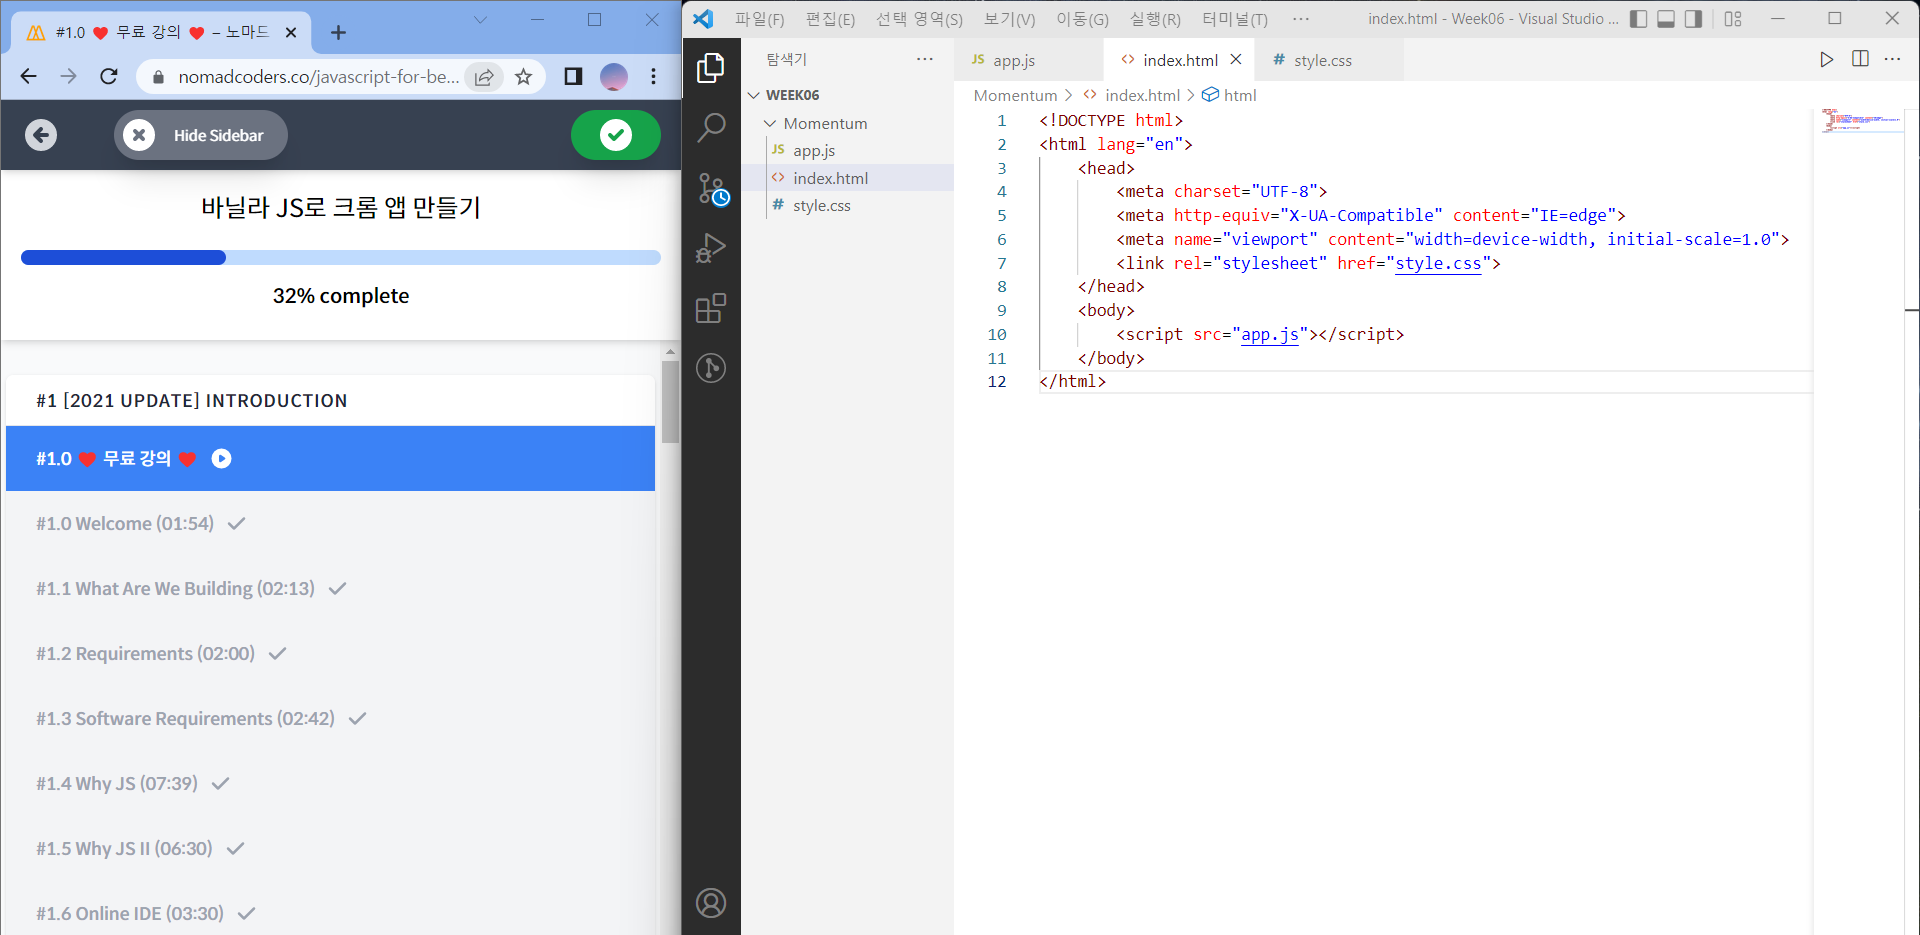 #1.0 ❤️ 무료 강의 ❤️ – 노마드
nomadcoders.co/javascript-for-be...
Hide Sidebar
바닐라 JS로 크롬 앱 만들기
32% complete
#1 [2021 UPDATE] INTRODUCTION
#1.0 ❤️ 무료 강의 ❤️
#1.0 Welcome (01:54)
#1.1 What Are We Building (02:13)
#1.2 Requirements (02:00)
#1.3 Software Requirements (02:42)
#1.4 Why JS (07:39)
#1.5 Why JS II (06:30)
#1.6 Online IDE (03:30)
파일(F) 편집(E) 선택 영역(S) 보기(V) 이동(G) 실행(R) 터미널(T) ··· index.html - Week06 - Visual Studio ...
탐색기
WEEK06
Momentum
JS app.js
<> index.html
# style.css
JS app.js <> index.html # style.css
Momentum > <> index.html > html
1 <!DOCTYPE html>
2 <html lang="en">
3 <head>
4 <meta charset="UTF-8">
5 <meta http-equiv="X-UA-Compatible" content="IE=edge">
6 <meta name="viewport" content="width=device-width, initial-scale=1.0">
7 <link rel="stylesheet" href="style.css">
8 </head>
9 <body>
10 <script src="app.js"></script>
11 </body>
12 </html>